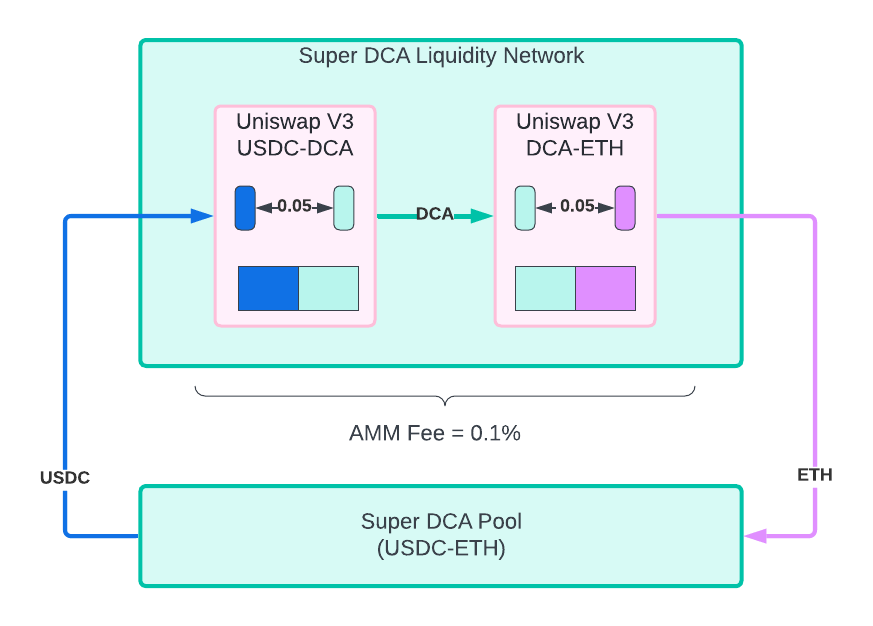 Super DCA Liquidity Network
Uniswap V3
USDC-DCA
0.05
DCA
Uniswap V3
DCA-ETH
0.05
AMM Fee = 0.1%
USDC
ETH
Super DCA Pool
(USDC-ETH)